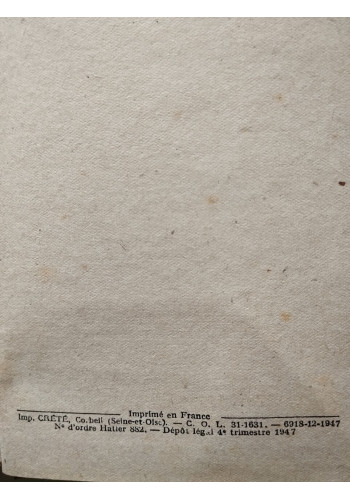 Imprimé en France
Imp. CRÉTÉ, Corbeil (Seine-et-Oise). — C. O. L. 31-1631. — 6918-12-1947
N° d'ordre Hatier 882. — Dépôt légal 4e trimestre 1947